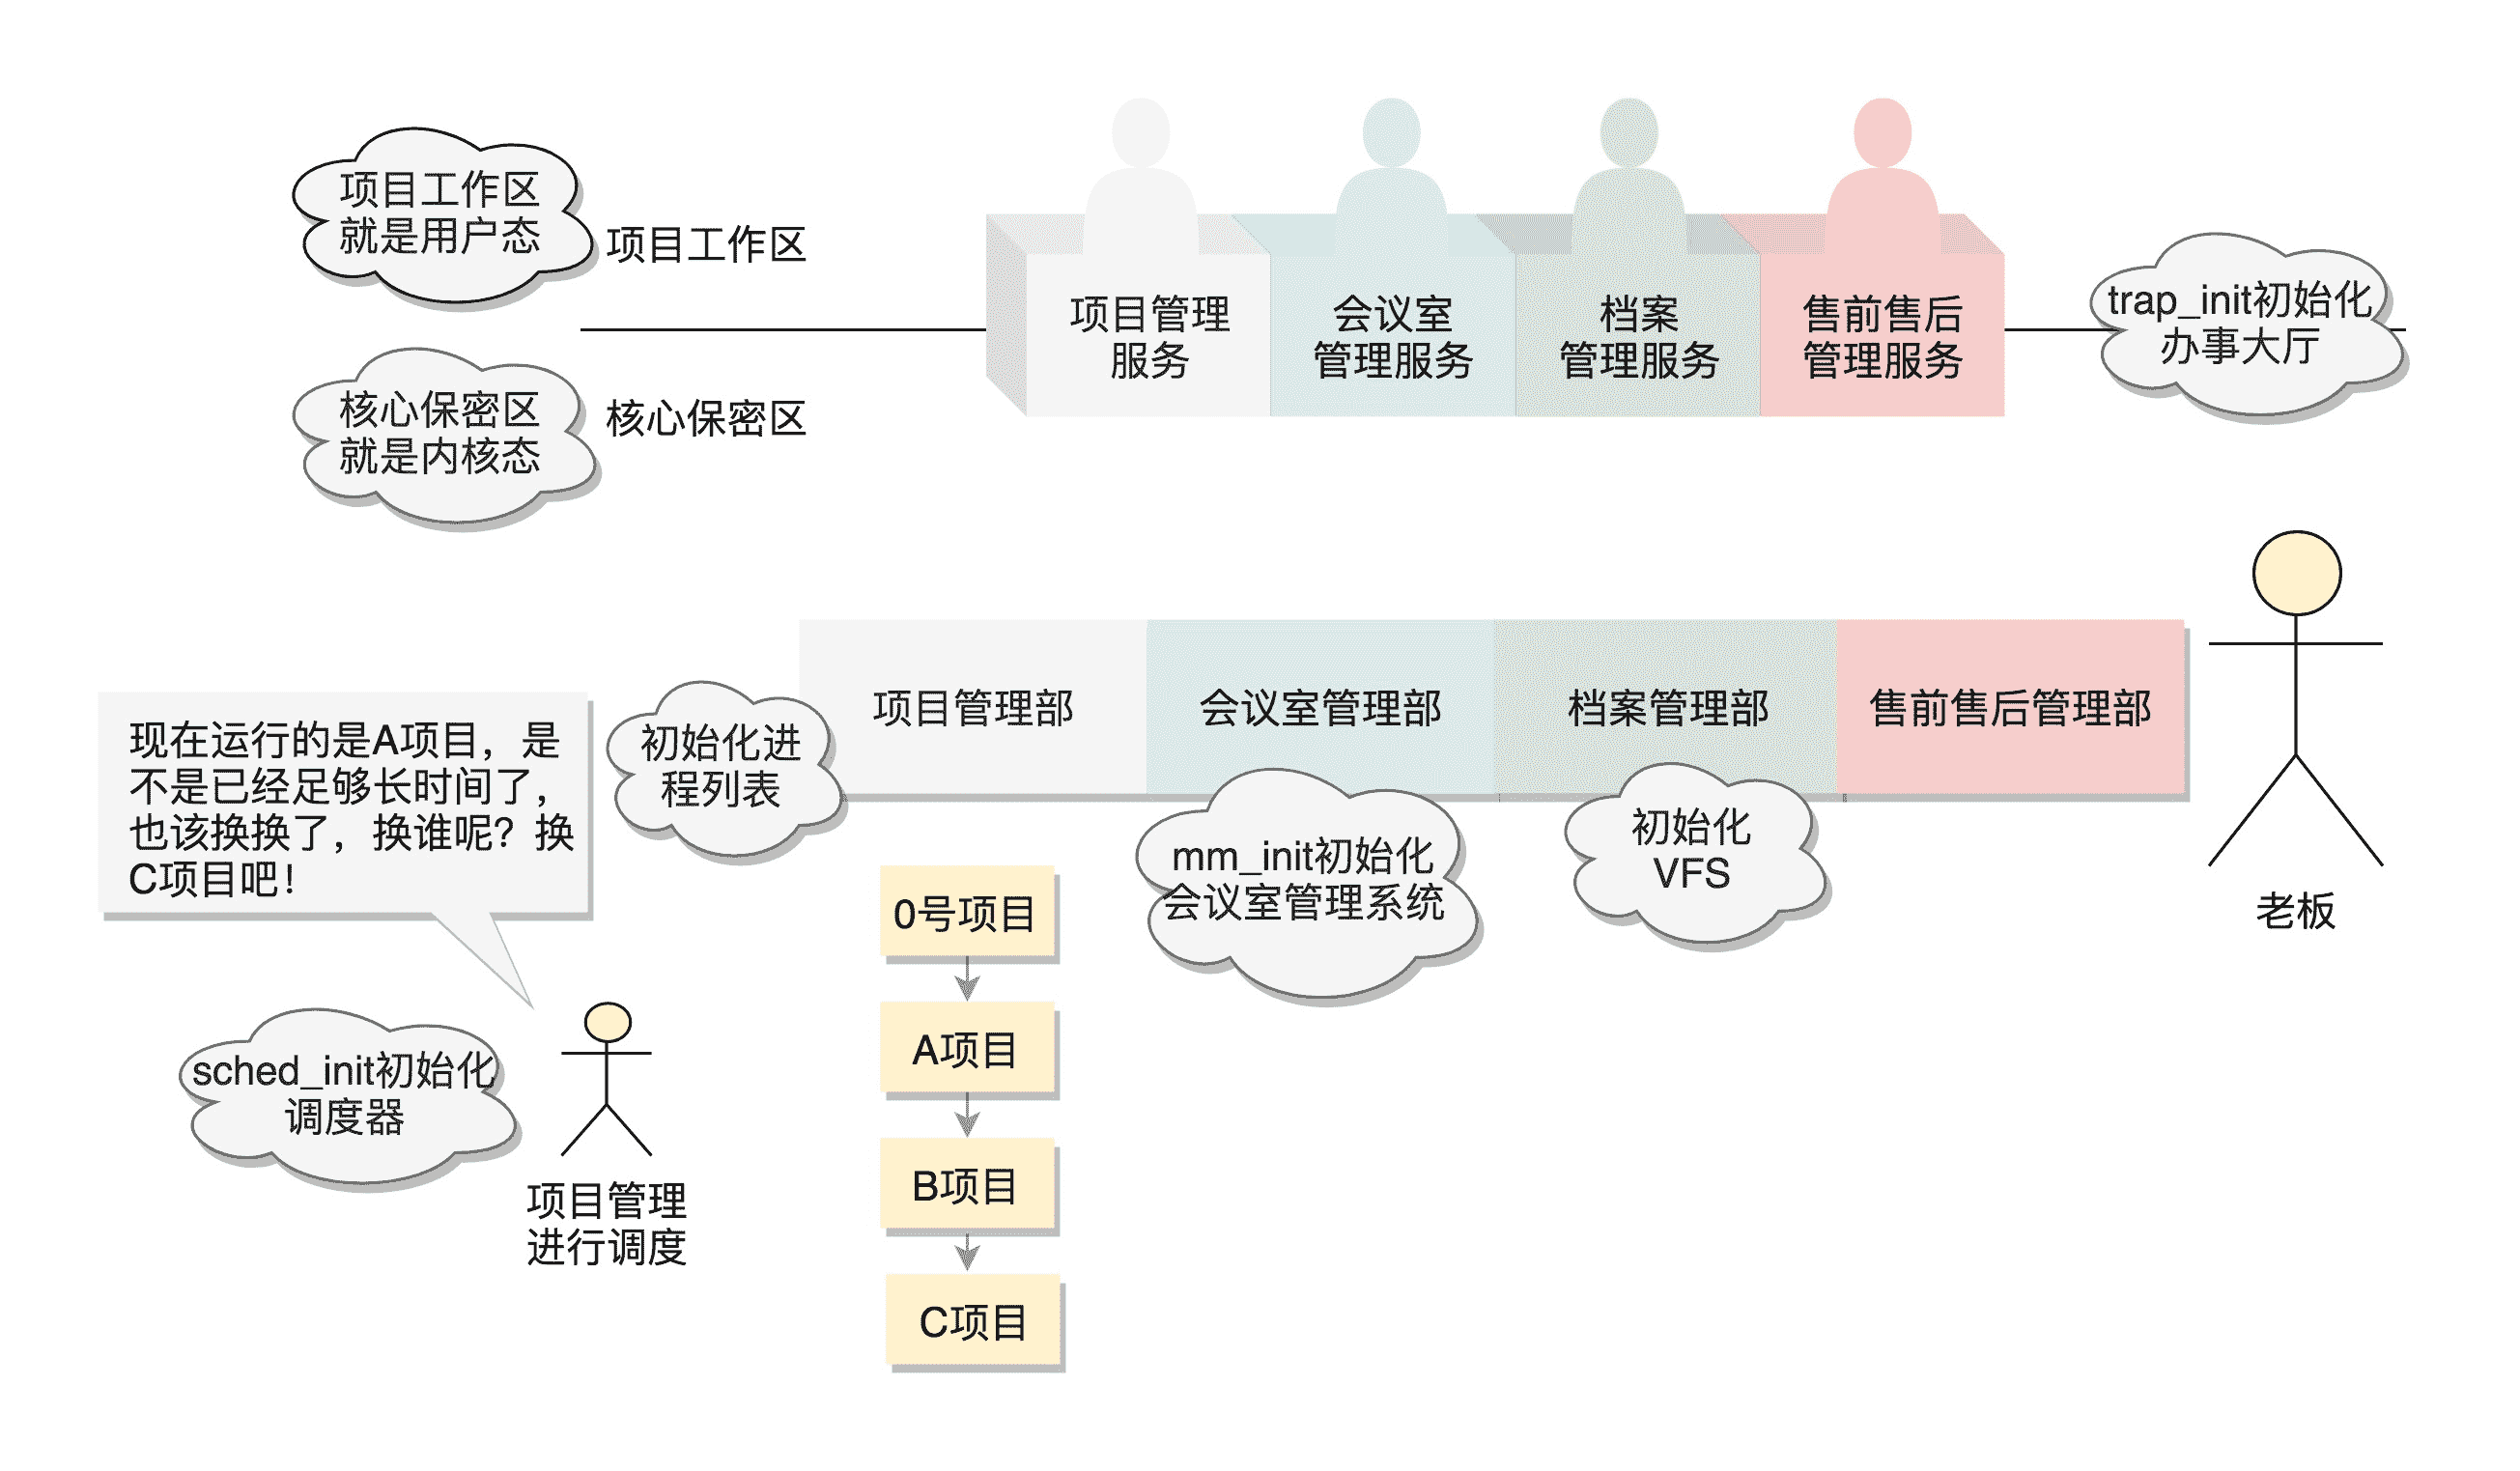 项目工作区
就是用户态
项目工作区
核心保密区
就是内核态
核心保密区
项目管理
服务
会议室
管理服务
档案
管理服务
售前售后
管理服务
trap_init初始化
办事大厅
项目管理部
会议室管理部
档案管理部
售前售后管理部
老板
初始化进
程列表
mm_init初始化
会议室管理系统
初始化
VFS
现在运行的是A项目，是
不是已经足够长时间了，
也该换换了，换谁呢？换
C项目吧！
sched_init初始化
调度器
项目管理
进行调度
0号项目
A项目
B项目
C项目